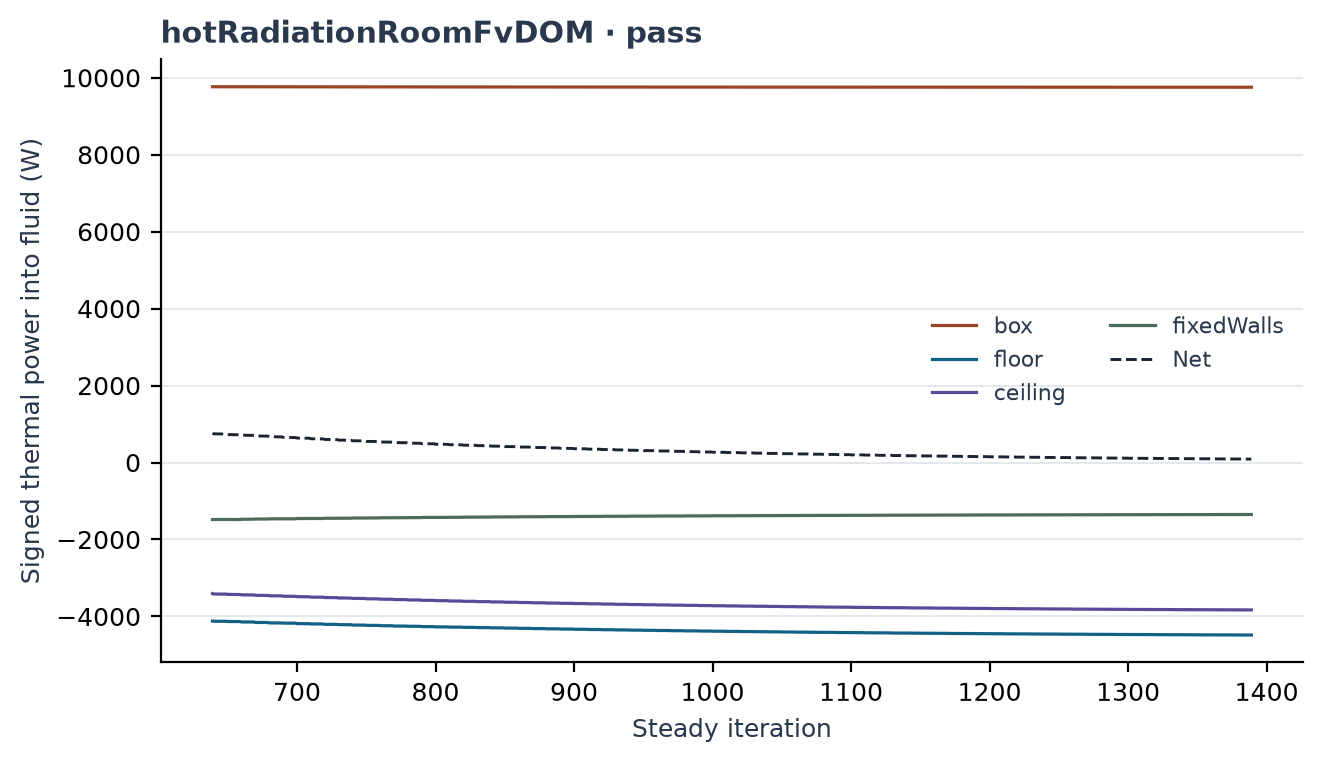 hotRadiationRoomFvDOM · pass
Signed thermal power into fluid (W)
10000
8000
6000
4000
2000
0
−2000
−4000
box
floor
ceiling
fixedWalls
Net
700 800 900 1000 1100 1200 1300 1400
Steady iteration